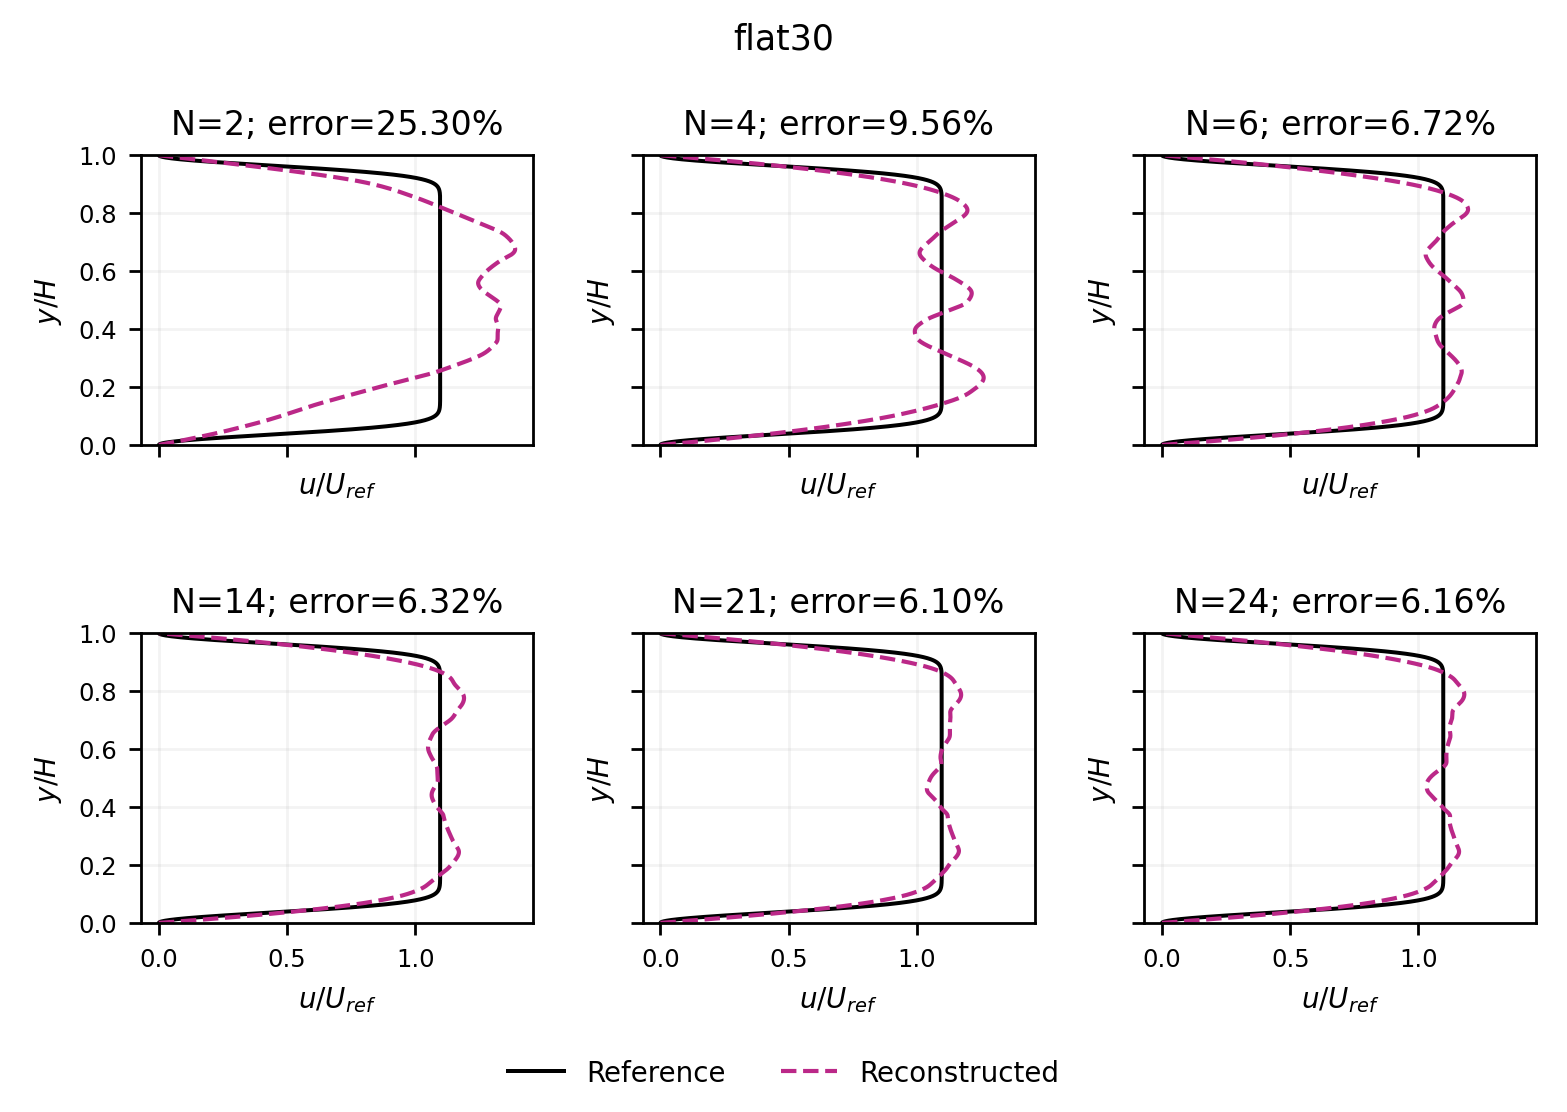 flat30
N=2; error=25.30%
N=4; error=9.56%
N=6; error=6.72%
1.0
0.8
0.6
0.4
0.2
0.0
y/H
y/H
y/H
u/U_ref
u/U_ref
u/U_ref
N=14; error=6.32%
N=21; error=6.10%
N=24; error=6.16%
1.0
0.8
0.6
0.4
0.2
0.0
y/H
y/H
y/H
0.0 0.5 1.0
0.0 0.5 1.0
0.0 0.5 1.0
u/U_ref
u/U_ref
u/U_ref
Reference
Reconstructed